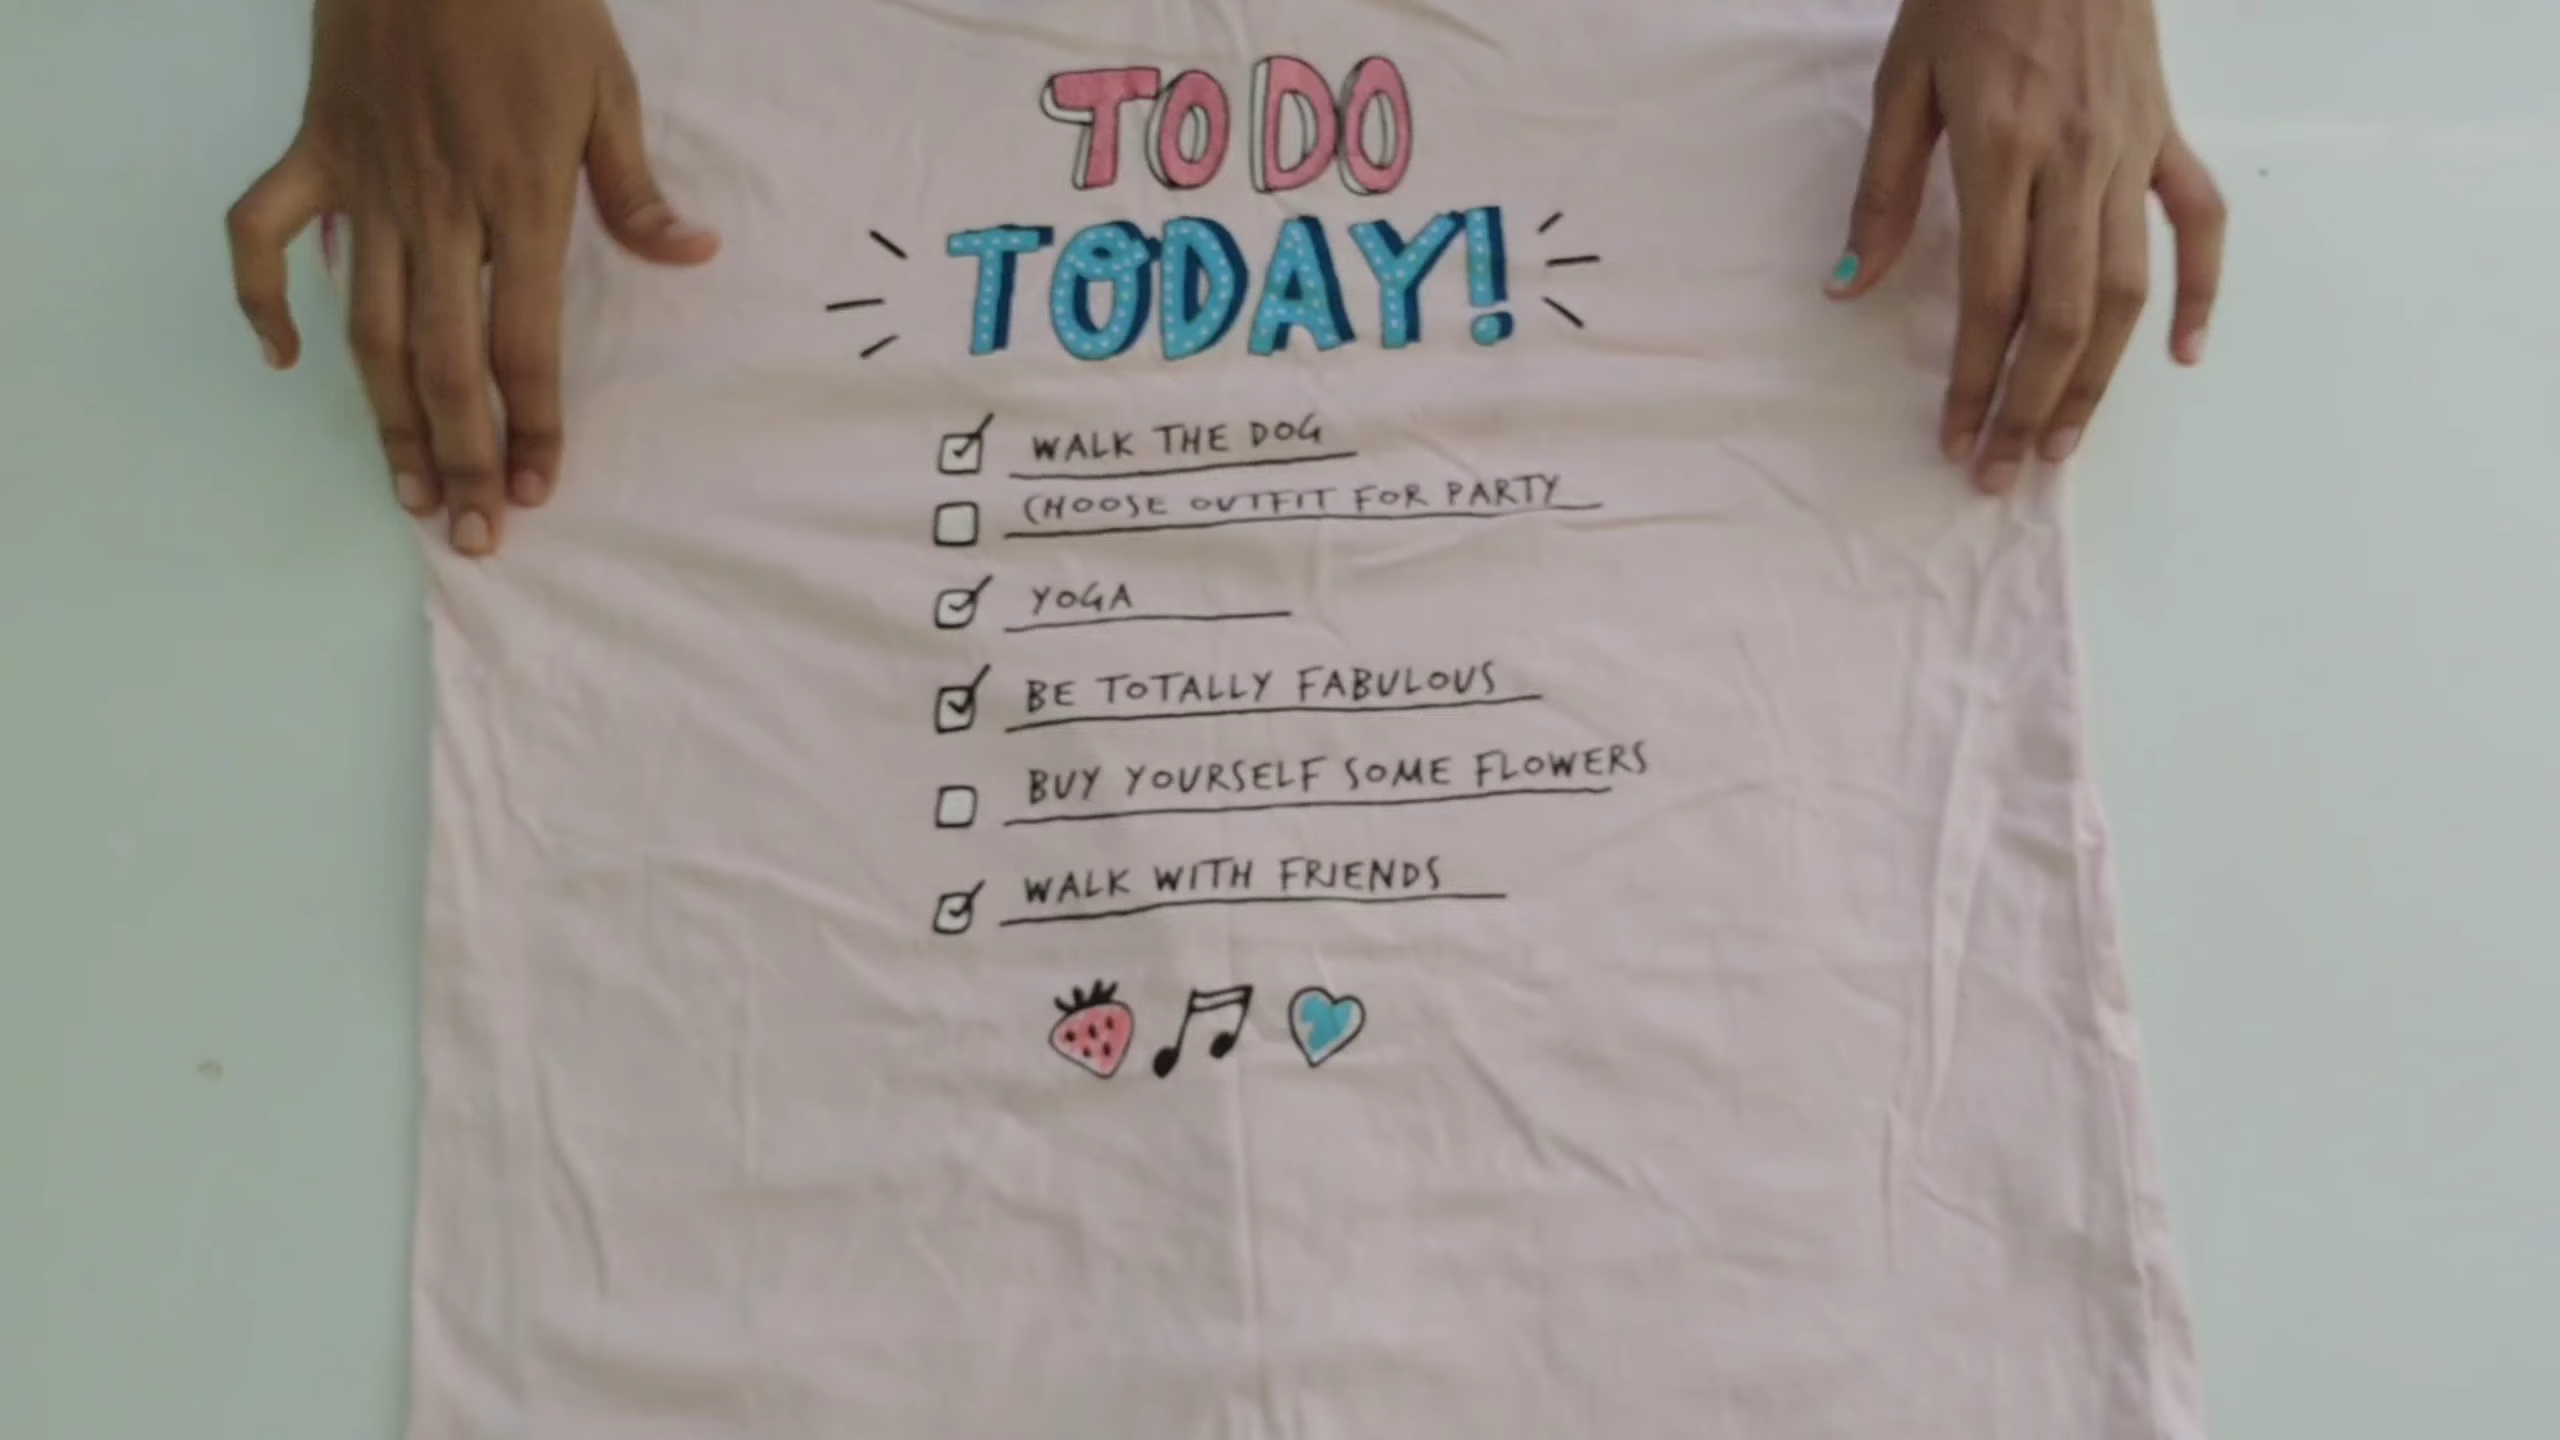 TO DO
TODAY!
WALK THE DOG
CHOOSE OUTFIT FOR PARTY
YOGA
BE TOTALLY FABULOUS
BUY YOURSELF SOME FLOWERS
WALK WITH FRIENDS